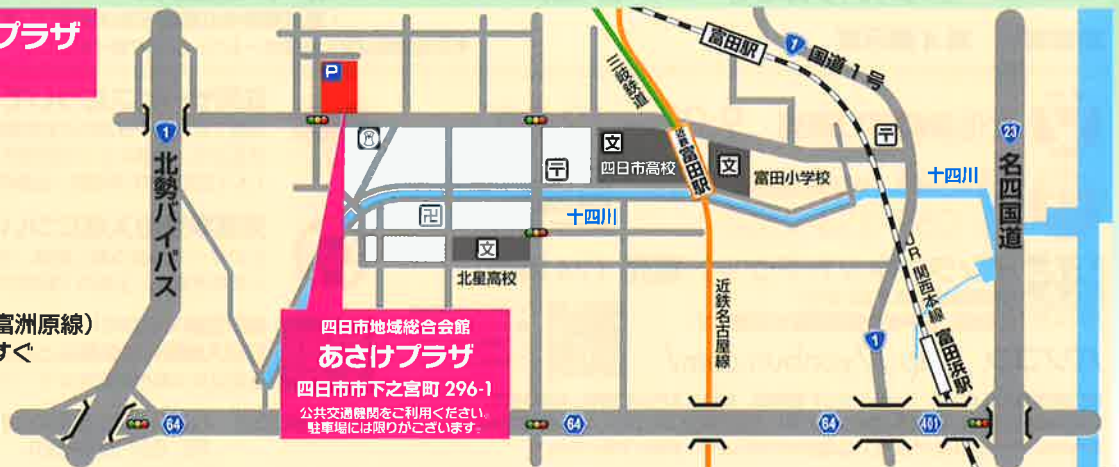 プラザ
P
1
北勢バイパス
三岐鉄道
富田駅
1
国道1号
23
名四国道
文
四日市高校
近鉄
富田駅
文
富田小学校
〒
〒
卍
十四川
十四川
文
北星高校
JR 関西本線
富田浜駅
近鉄名古屋線
1
富洲原線）
すぐ
四日市地域総合会館
あさけプラザ
四日市市下之宮町 296-1
公共交通機関をご利用ください。
駐車場には限りがございます。
64
64
64
401